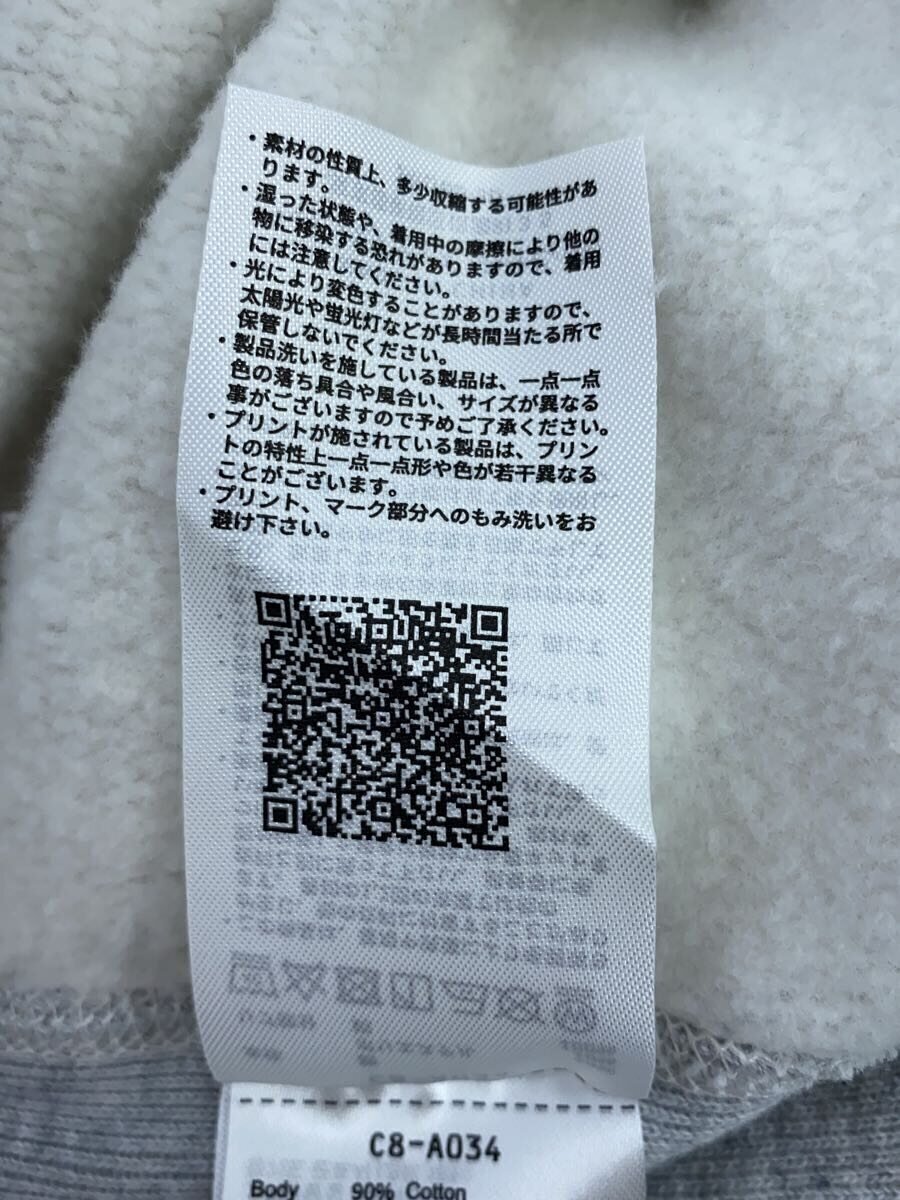 ・素材の性質上、多少収縮する可能性があ
ります。
・湿った状態や、着用中の摩擦により他の
物に移染する恐れがありますので、着用
には注意してください。
・光により変色することがありますので、
太陽光や蛍光灯などが長時間当たる所で
保管しないでください。
・製品洗いを施している製品は、一点一点
色の落ち具合や風合い、サイズが異なる
事がございますので予めご了承ください。
・プリントが施されている製品は、プリン
トの特性上一点一点形や色が若干異なる
ことがございます。
・プリント、マーク部分へのもみ洗いをお
避け下さい。
C8-A034
Body 90% Cotton